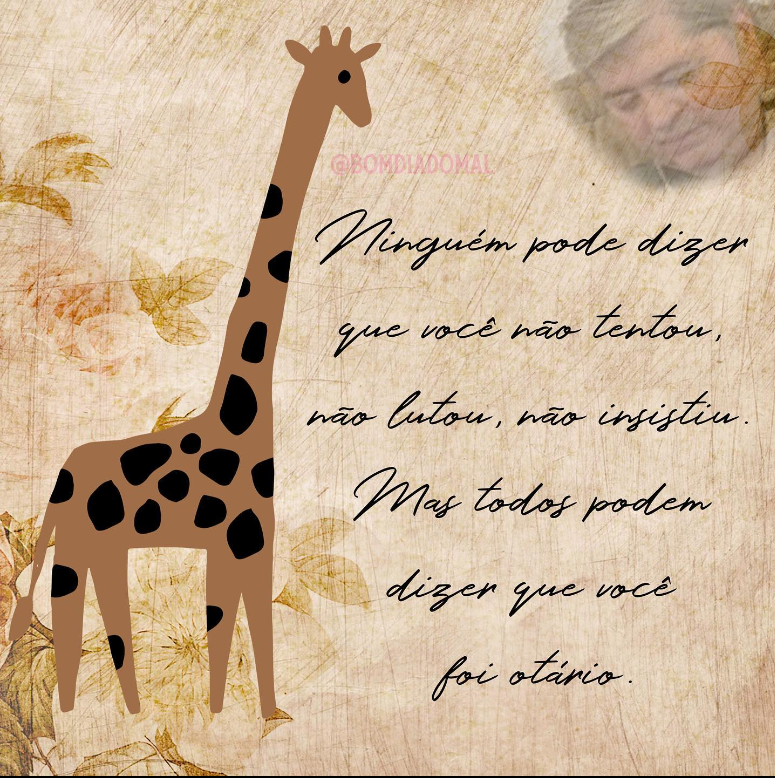 @BOMDIADOMAL
Ninguém pode dizer
que você não tentou,
não lutou, não insistiu.
Mas todos podem
dizer que você
foi otário.